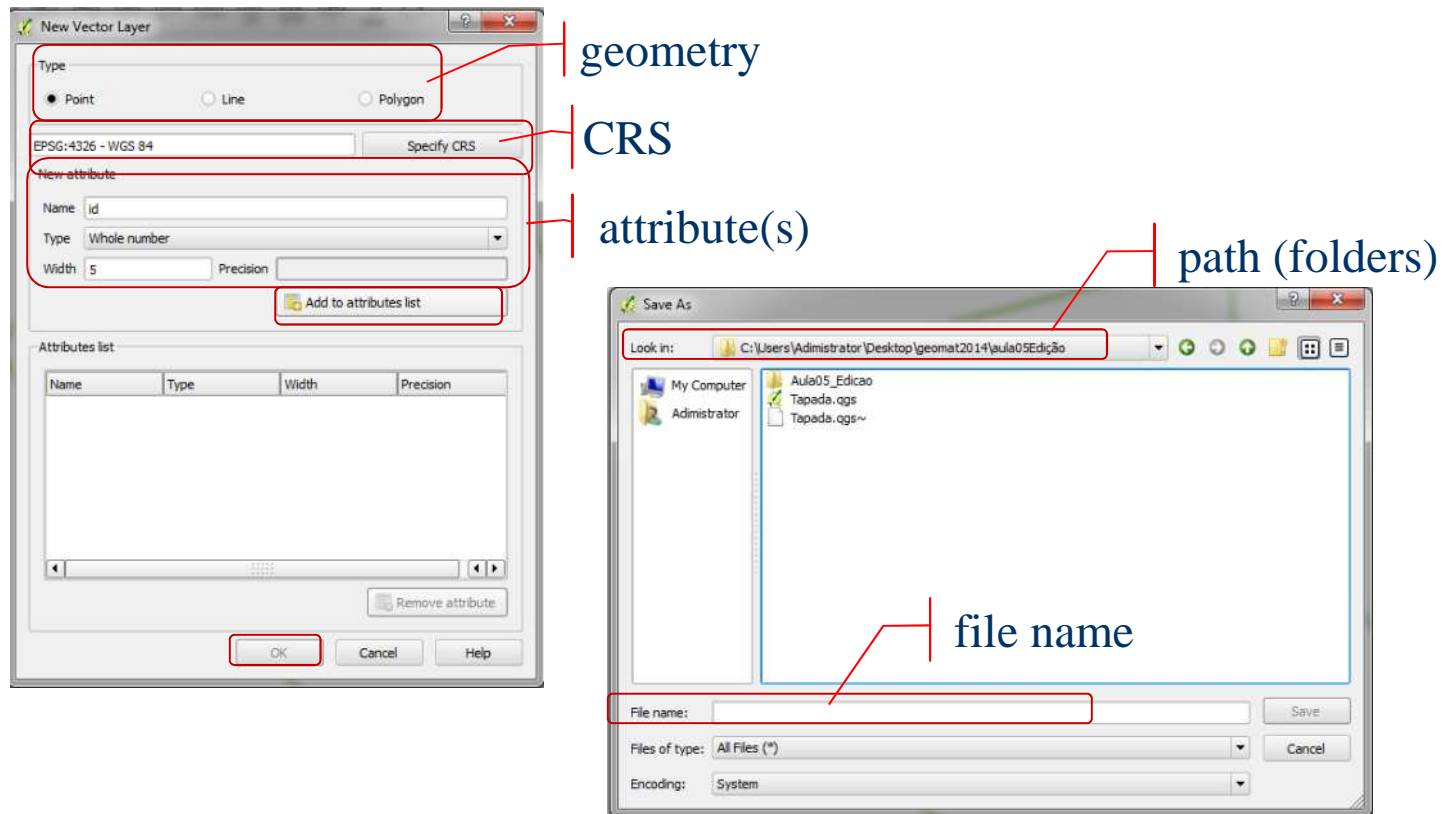 New Vector Layer
geometry
Type
Point
Line
Polygon
EPSG:4326 - WGS 84
Specify CRS
CRS
New attribute
Name id
Type Whole number
Width 5
Precision
attribute(s)
Add to attributes list
Attributes list
Name Type Width Precision
Remove attribute
OK Cancel Help
path (folders)
Save As
Look in: C:\Users\Adimistrator\Desktop\geomat2014\aula05Edição
My Computer
Adimistrator
Aula05_Edicao
Tapada.qgs
Tapada.qgs~
file name
File name:
Save
Files of type: All Files (*)
Cancel
Encoding: System